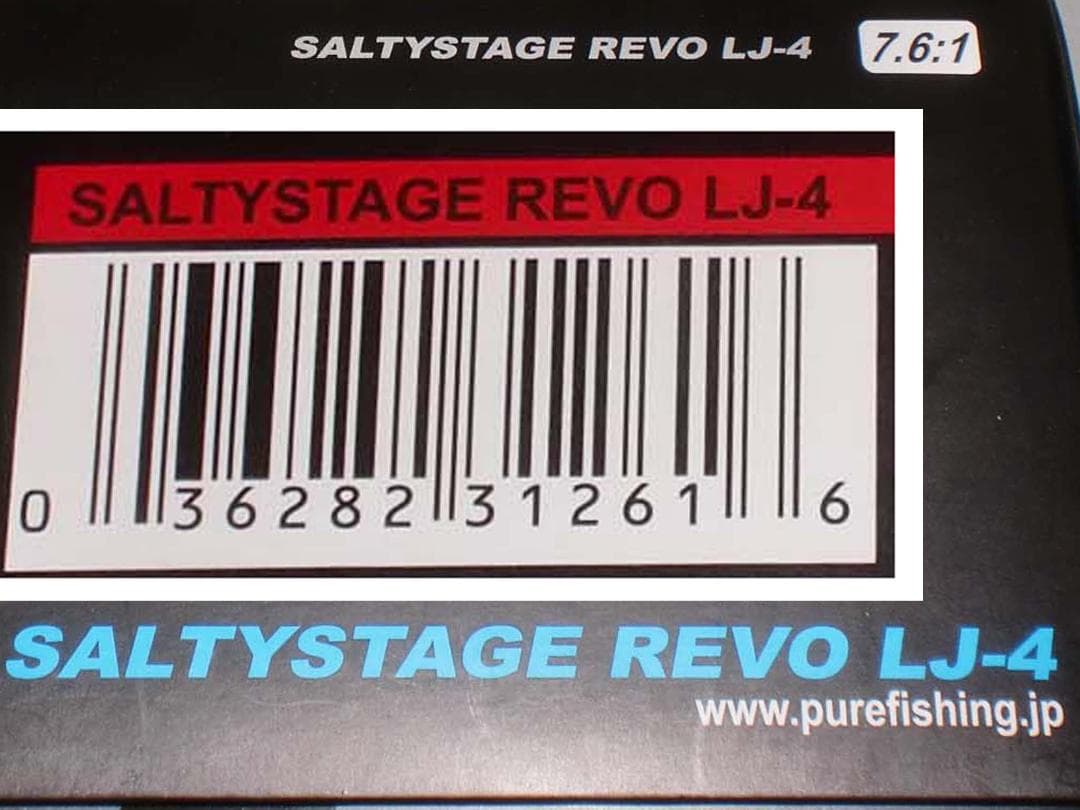 SALTYSTAGE REVO LJ-4 7.6:1
SALTYSTAGE REVO LJ-4
0 36282 31261 6
SALTYSTAGE REVO LJ-4
www.purefishing.jp